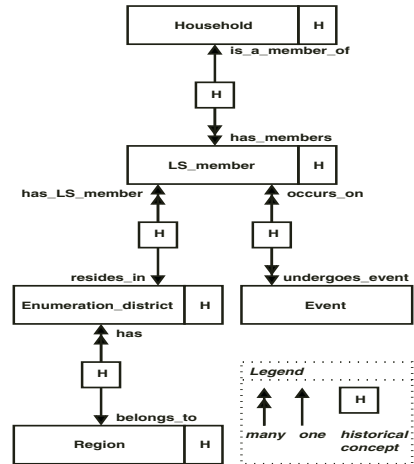 Household H
is_a_member_of
H
has_members
LS_member H
has_LS_member occurs_on
H H
resides_in undergoes_event
Enumeration_district H Event
has
H
Legend
H
belongs_to
many one historical
concept
Region H